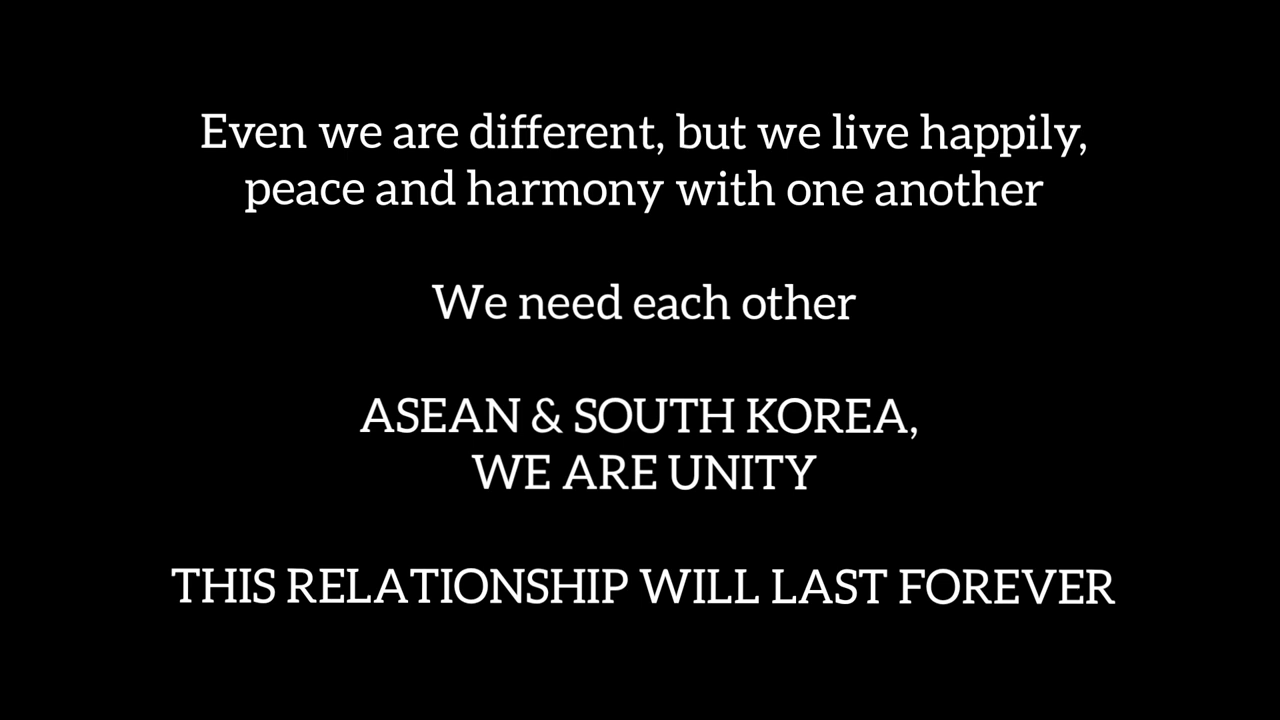 Even we are different, but we live happily,
peace and harmony with one another
We need each other
ASEAN & SOUTH KOREA,
WE ARE UNITY
THIS RELATIONSHIP WILL LAST FOREVER